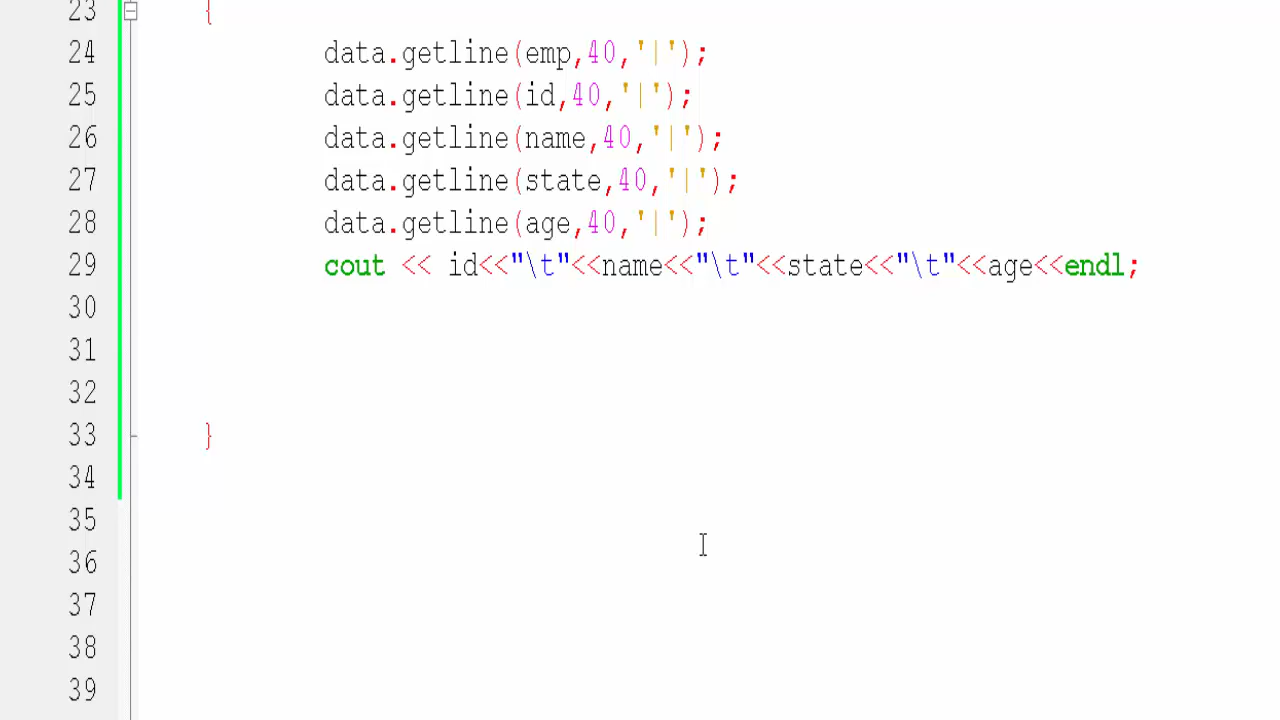 23 {
24 data.getline(emp,40,'|');
25 data.getline(id,40,'|');
26 data.getline(name,40,'|');
27 data.getline(state,40,'|');
28 data.getline(age,40,'|');
29 cout << id<<"\t"<<name<<"\t"<<state<<"\t"<<age<<endl;
30
31
32
33 }
34
35
36
37
38
39